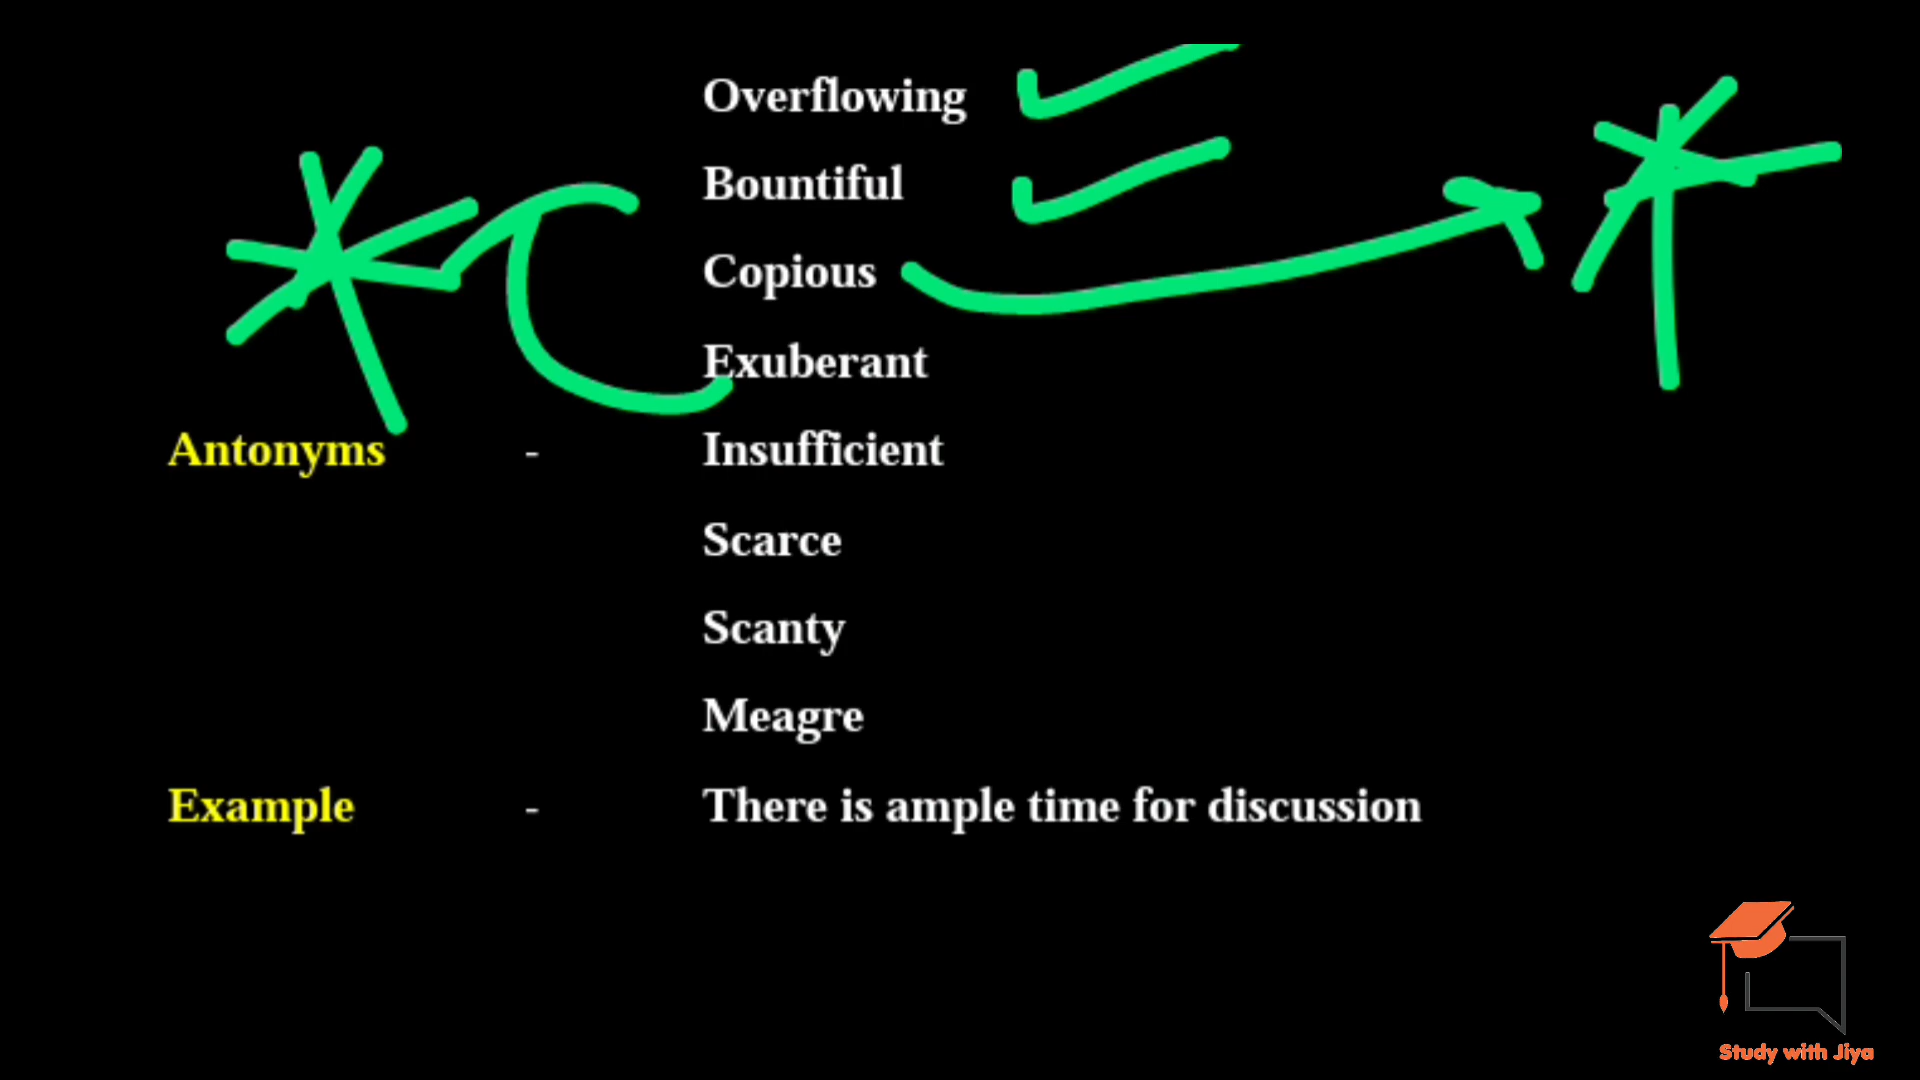 Overflowing
Bountiful
Copious
Exuberant
Antonyms - Insufficient
Scarce
Scanty
Meagre
Example - There is ample time for discussion
Study with Jiya